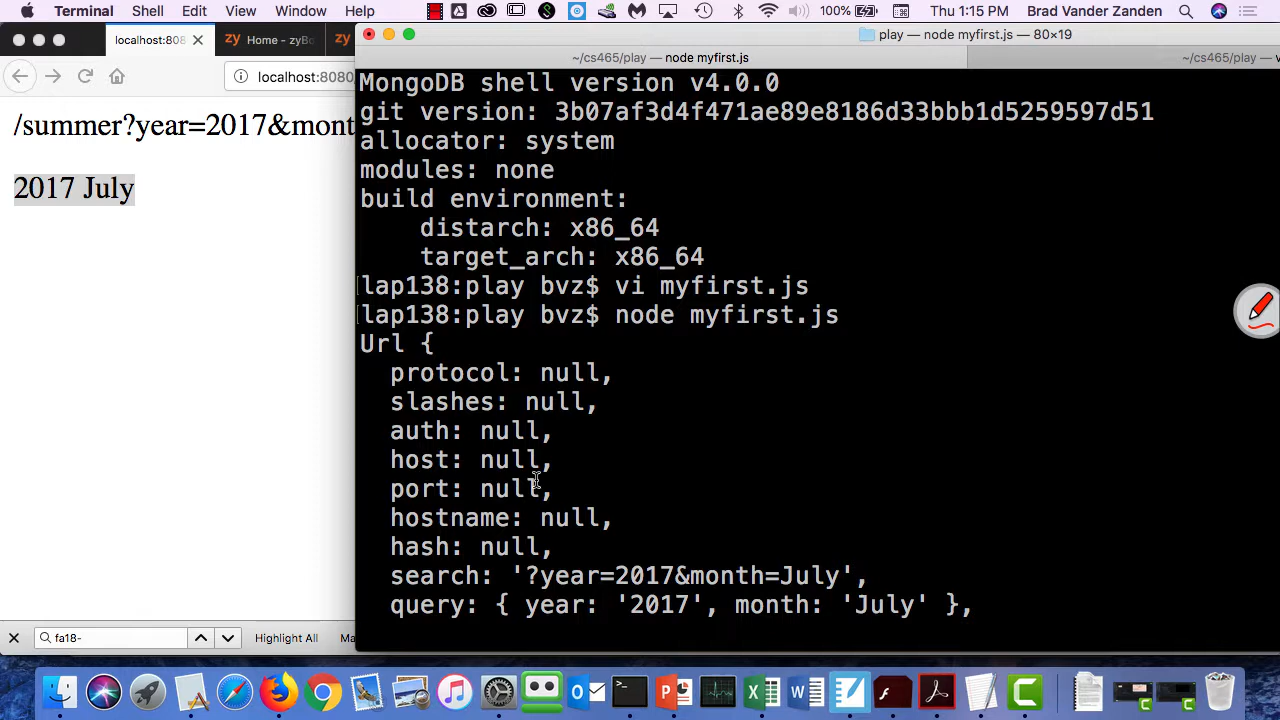 Terminal Shell Edit View Window Help 100% Thu 1:15 PM Brad Vander Zanden
localhost:808
Home - zyBo
localhost:8080/
/summer?year=2017&mont
2017 July
fa18-
Highlight All
Ma
play — node myfirst.js — 80×19
~/cs465/play — node myfirst.js
~/cs465/play — v
MongoDB shell version v4.0.0
git version: 3b07af3d4f471ae89e8186d33bbb1d5259597d51
allocator: system
modules: none
build environment:
    distarch: x86_64
    target_arch: x86_64
[lap138:play bvz$ vi myfirst.js
[lap138:play bvz$ node myfirst.js
Url {
  protocol: null,
  slashes: null,
  auth: null,
  host: null,
  port: null,
  hostname: null,
  hash: null,
  search: '?year=2017&month=July',
  query: { year: '2017', month: 'July' },